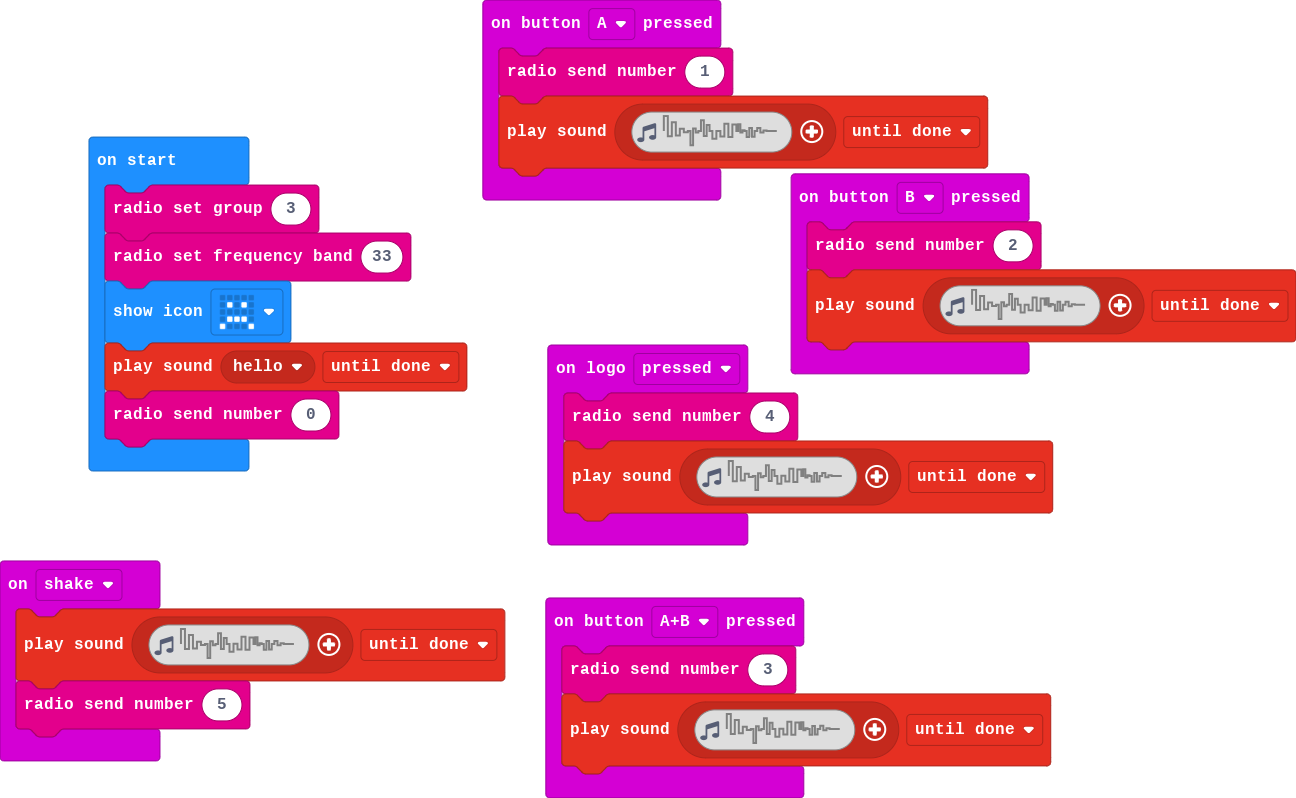 on start
radio set group 3
radio set frequency band 33
show icon
play sound hello until done
radio send number 0
on button A pressed
radio send number 1
play sound until done
on button B pressed
radio send number 2
play sound until done
on logo pressed
radio send number 4
play sound until done
on shake
play sound until done
radio send number 5
on button A+B pressed
radio send number 3
play sound until done